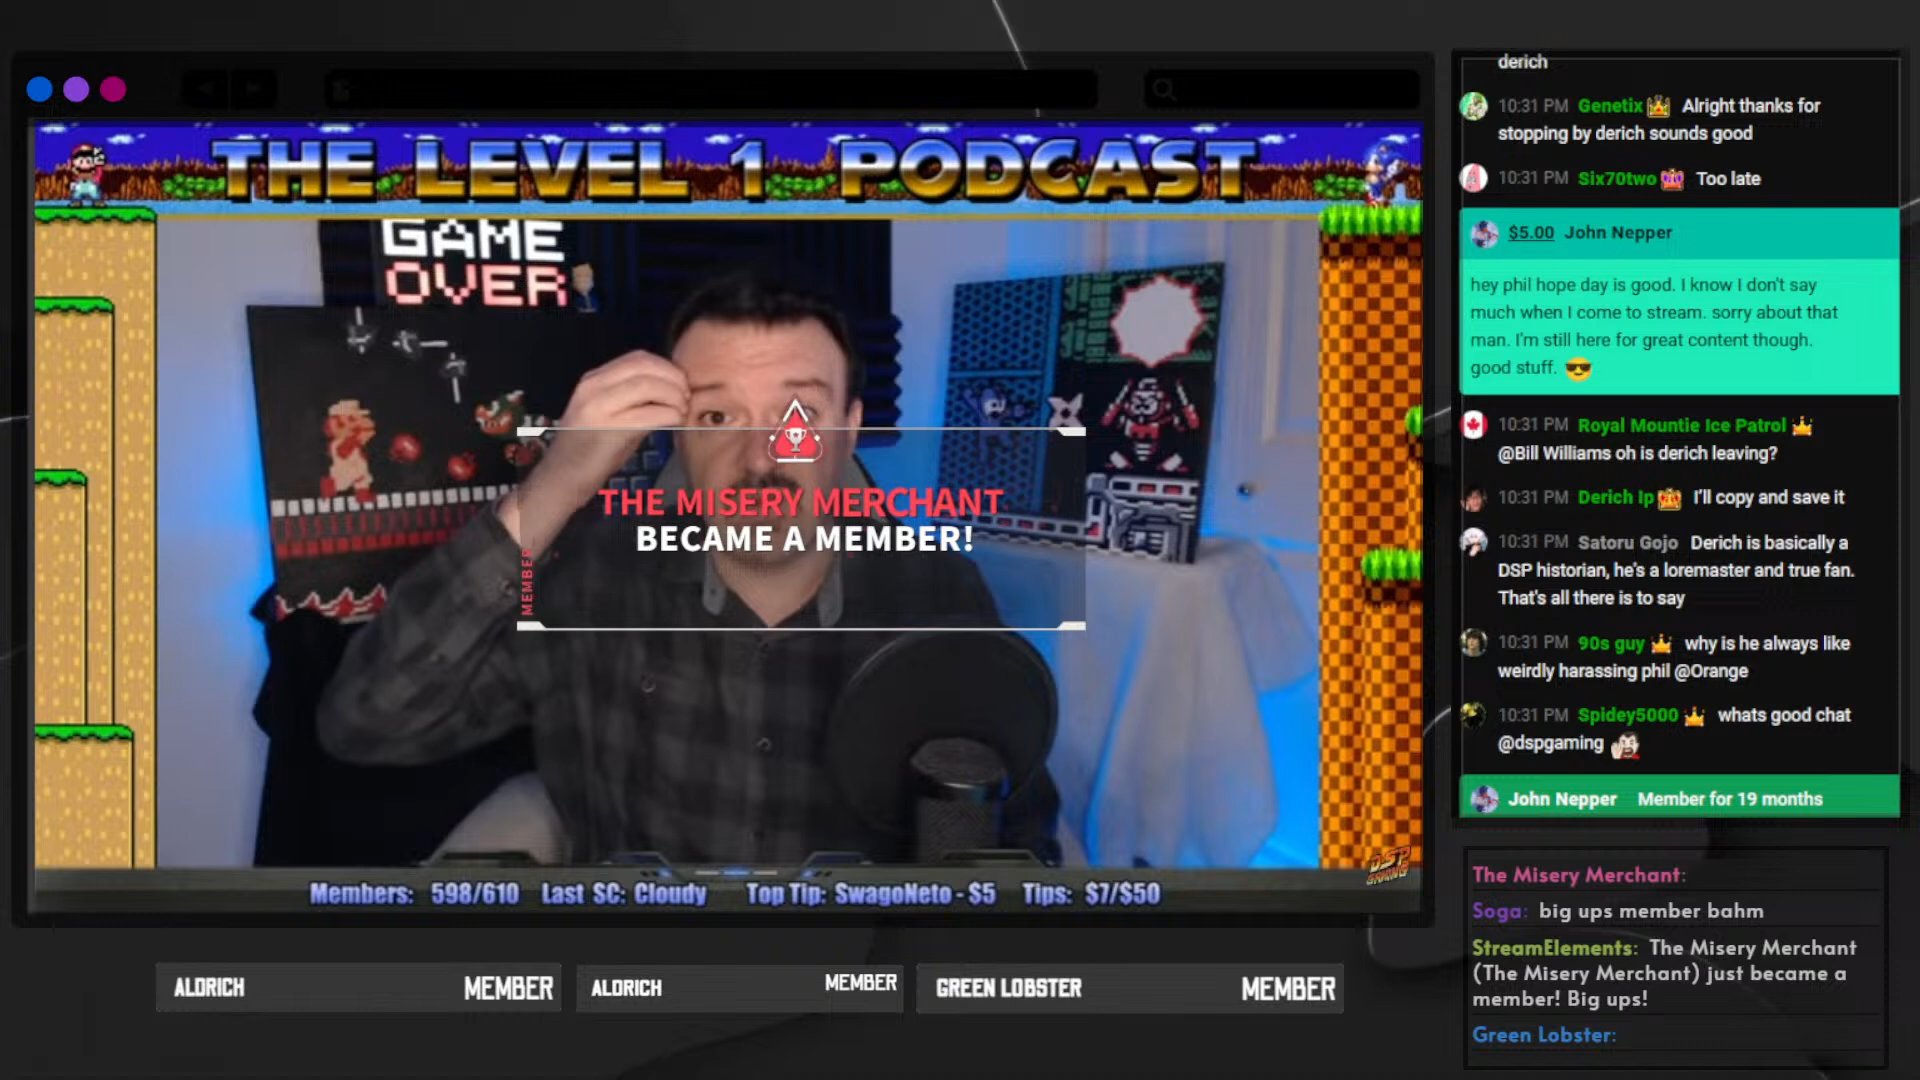 THE LEVEL 1 PODCAST
GAME
OVER
THE MISERY MERCHANT
BECAME A MEMBER!
MEMBER
DSP
GAMING
Members: 598/610 Last SC: Cloudy Top Tip: SwagoNeto - $5 Tips: $7/$50
ALDRICH MEMBER
ALDRICH MEMBER
GREEN LOBSTER MEMBER
derich
10:31 PM Genetix Alright thanks for
stopping by derich sounds good
10:31 PM Six70two Too late
$5.00 John Nepper
hey phil hope day is good. I know I don't say
much when I come to stream. sorry about that
man. I'm still here for great content though.
good stuff. 😎
10:31 PM Royal Mountie Ice Patrol
@Bill Williams oh is derich leaving?
10:31 PM Derich Ip I'll copy and save it
10:31 PM Satoru Gojo Derich is basically a
DSP historian, he's a loremaster and true fan.
That's all there is to say
10:31 PM 90s guy why is he always like
weirdly harassing phil @Orange
10:31 PM Spidey5000 whats good chat
@dspgaming
John Nepper Member for 19 months
The Misery Merchant:
Soga: big ups member bahm
StreamElements: The Misery Merchant
(The Misery Merchant) just became a
member! Big ups!
Green Lobster: